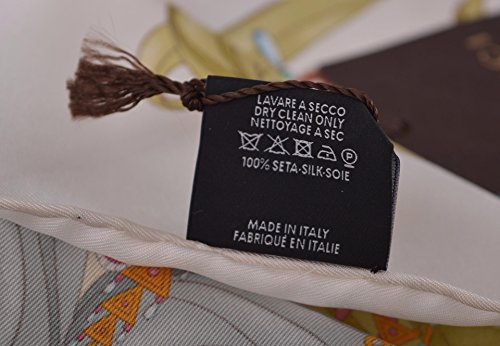 LAVARE A SECCO
DRY CLEAN ONLY
NETTOYAGE A SEC
P
100% SETA-SILK-SOIE
MADE IN ITALY
FABRIQUÉ EN ITALIE